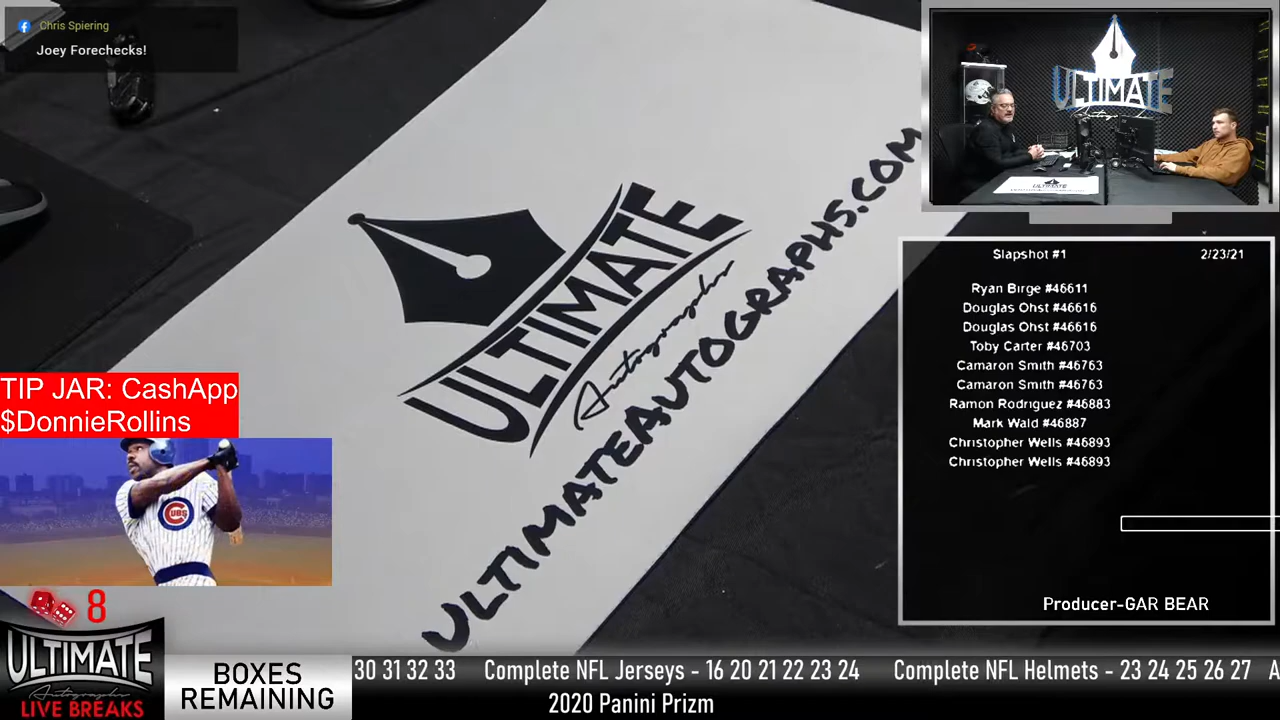 Chris Spiering
Joey Forechecks!
ULTIMATE
Autographs
ULTIMATE
Autographs
ULTIMATEAUTOGRAPHS.COM
Slapshot #1 2/23/21
Ryan Birge #46611
Douglas Ohst #46616
Douglas Ohst #46616
Toby Carter #46703
Camaron Smith #46763
Camaron Smith #46763
Ramon Rodriguez #46883
Mark Wald #46887
Christopher Wells #46893
Christopher Wells #46893
Producer-GAR BEAR
TIP JAR: CashApp
$DonnieRollins
CUBS
8
ULTIMATE
Autographs
LIVE BREAKS
BOXES
REMAINING
30 31 32 33 Complete NFL Jerseys - 16 20 21 22 23 24 Complete NFL Helmets - 23 24 25 26 27 A
2020 Panini Prizm